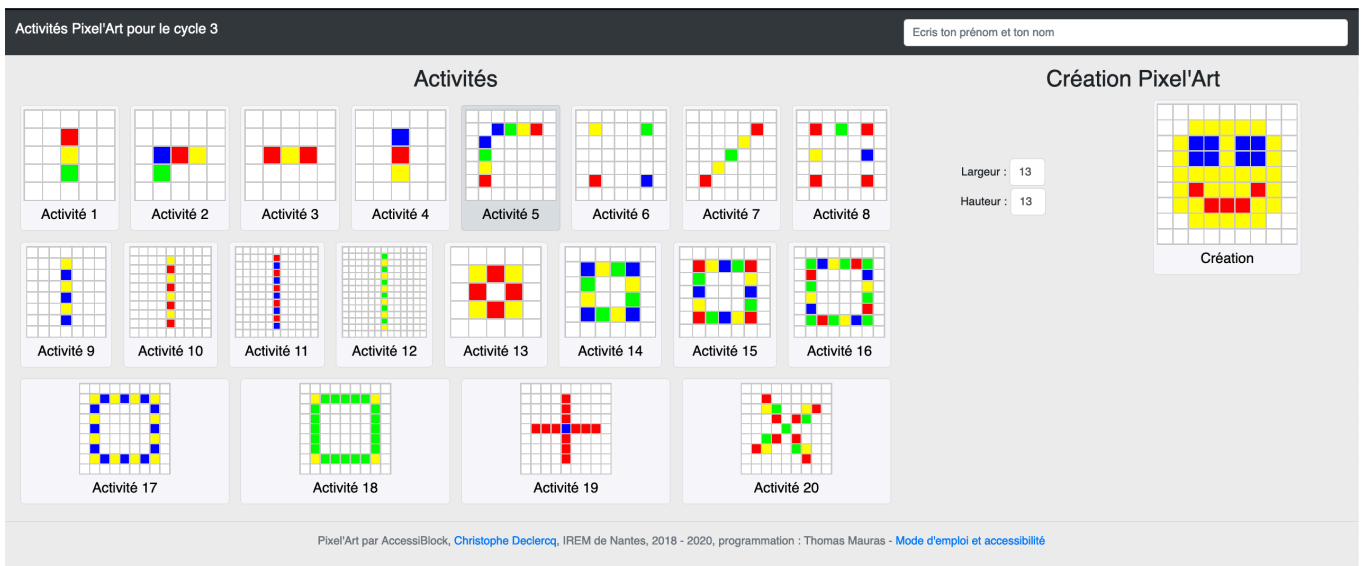 Activités Pixel'Art pour le cycle 3
Ecris ton prénom et ton nom
Activités
Création Pixel'Art
Activité 1
Activité 2
Activité 3
Activité 4
Activité 5
Activité 6
Activité 7
Activité 8
Largeur : 13
Hauteur : 13
Création
Activité 9
Activité 10
Activité 11
Activité 12
Activité 13
Activité 14
Activité 15
Activité 16
Activité 17
Activité 18
Activité 19
Activité 20
Pixel'Art par AccessiBlock, Christophe Declercq, IREM de Nantes, 2018 - 2020, programmation : Thomas Mauras - Mode d'emploi et accessibilité